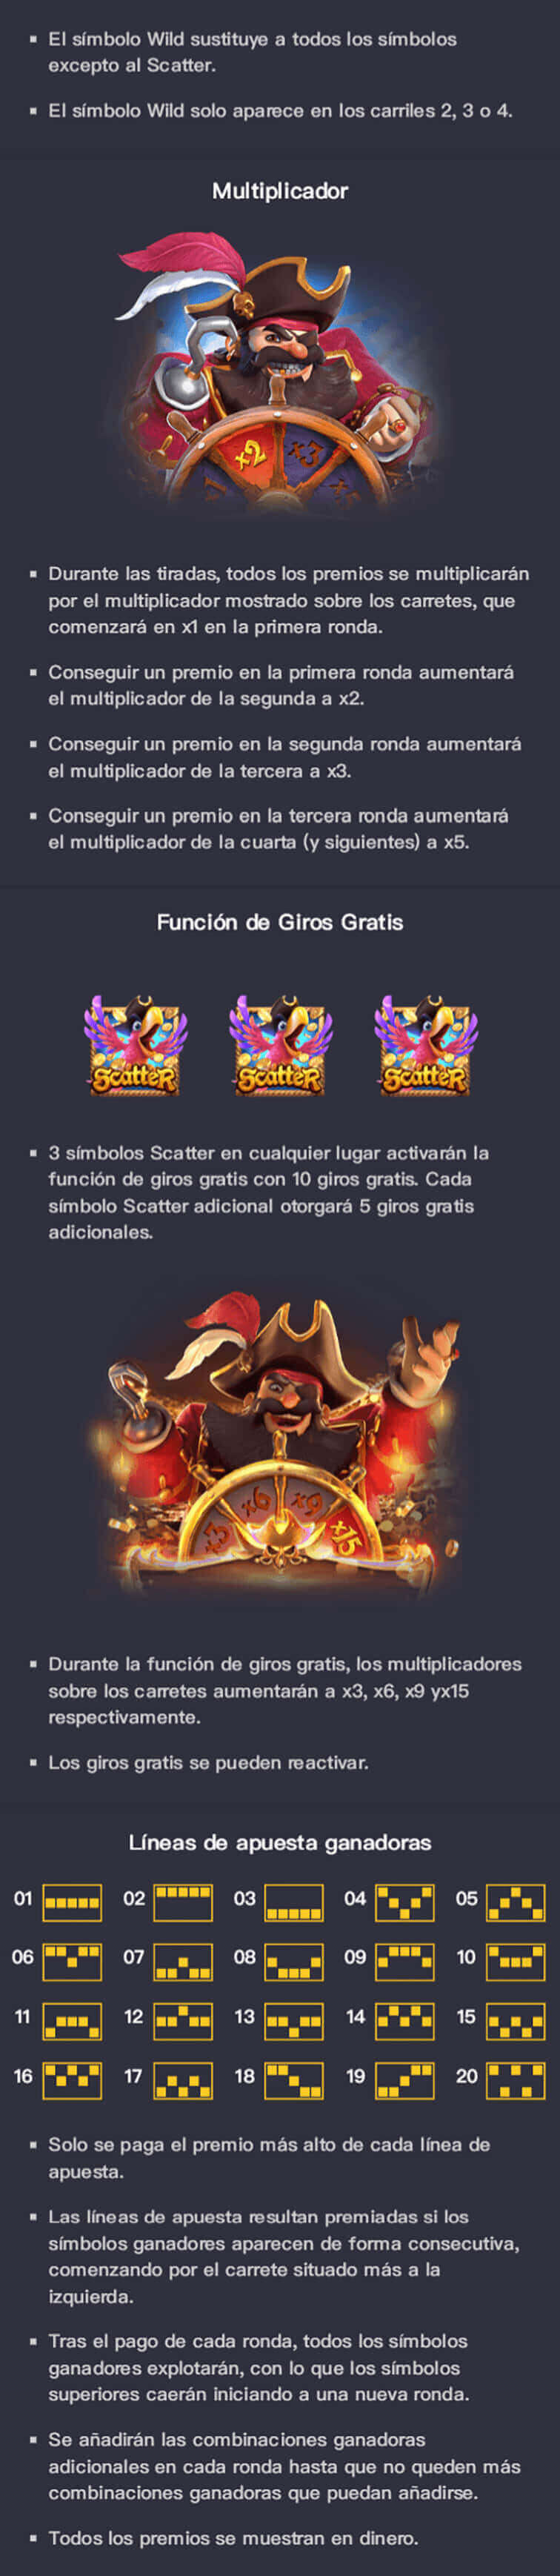 El símbolo Wild sustituye a todos los símbolos
excepto al Scatter.
El símbolo Wild solo aparece en los carriles 2, 3 o 4.
Multiplicador
x2
x3
Durante las tiradas, todos los premios se multiplicarán
por el multiplicador mostrado sobre los carretes, que
comenzará en x1 en la primera ronda.
Conseguir un premio en la primera ronda aumentará
el multiplicador de la segunda a x2.
Conseguir un premio en la segunda ronda aumentará
el multiplicador de la tercera a x3.
Conseguir un premio en la tercera ronda aumentará
el multiplicador de la cuarta (y siguientes) a x5.
Función de Giros Gratis
Scatter Scatter Scatter
3 símbolos Scatter en cualquier lugar activarán la
función de giros gratis con 10 giros gratis. Cada
símbolo Scatter adicional otorgará 5 giros gratis
adicionales.
x3 x6 x9 x15
Durante la función de giros gratis, los multiplicadores
sobre los carretes aumentarán a x3, x6, x9 yx15
respectivamente.
Los giros gratis se pueden reactivar.
Líneas de apuesta ganadoras
01 02 03 04 05
06 07 08 09 10
11 12 13 14 15
16 17 18 19 20
Solo se paga el premio más alto de cada línea de
apuesta.
Las líneas de apuesta resultan premiadas si los
símbolos ganadores aparecen de forma consecutiva,
comenzando por el carrete situado más a la
izquierda.
Tras el pago de cada ronda, todos los símbolos
ganadores explotarán, con lo que los símbolos
superiores caerán iniciando a una nueva ronda.
Se añadirán las combinaciones ganadoras
adicionales en cada ronda hasta que no queden más
combinaciones ganadoras que puedan añadirse.
Todos los premios se muestran en dinero.